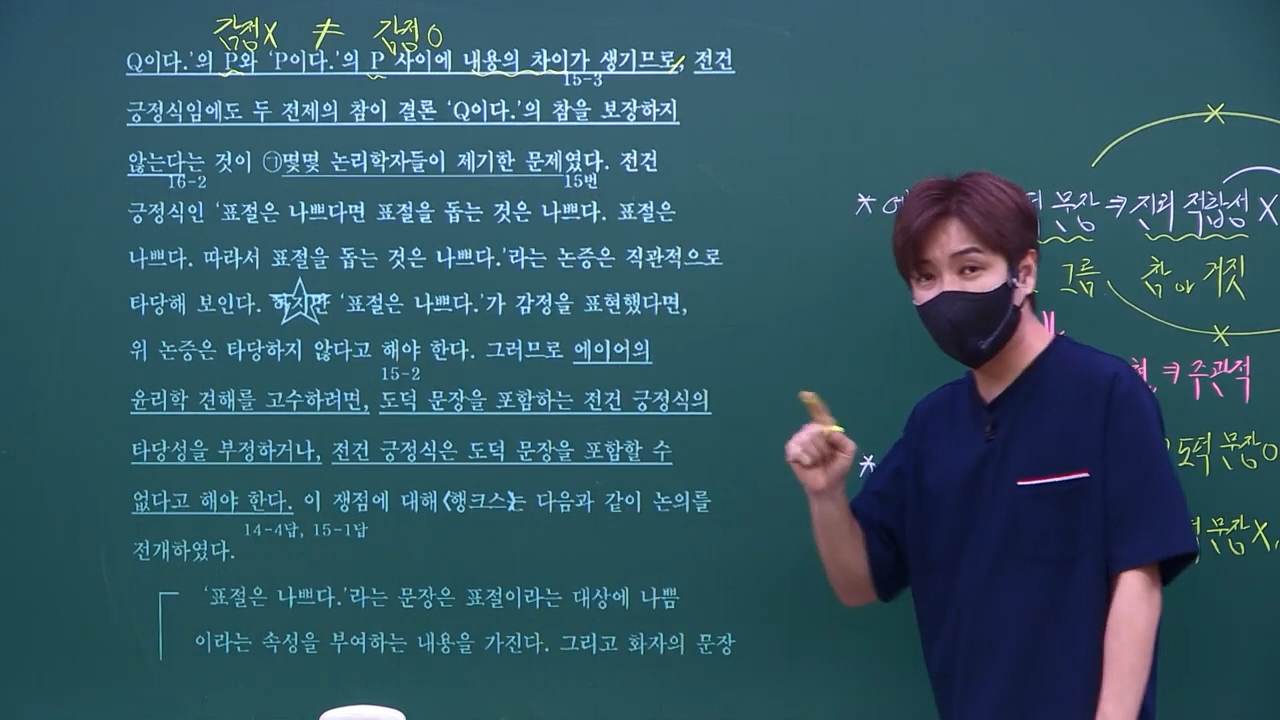 감정X ≠ 감정O
Q이다.'의 P와 'P이다.'의 P 사이에 내용의 차이가 생기므로, 전건
15-3
긍정식임에도 두 전제의 참이 결론 'Q이다.'의 참을 보장하지
않는다는 것이 ㉠몇몇 논리학자들이 제기한 문제였다. 전건
16-2 15번
긍정식인 '표절은 나쁘다면 표절을 돕는 것은 나쁘다. 표절은
나쁘다. 따라서 표절을 돕는 것은 나쁘다.'라는 논증은 직관적으로
타당해 보인다. 하지만 '표절은 나쁘다.'가 감정을 표현했다면,
위 논증은 타당하지 않다고 해야 한다. 그러므로 에이어의
15-2
윤리학 견해를 고수하려면, 도덕 문장을 포함하는 전건 긍정식의
타당성을 부정하거나, 전건 긍정식은 도덕 문장을 포함할 수
없다고 해야 한다. 이 쟁점에 대해 <행크스>는 다음과 같이 논의를
14-4답, 15-1답
전개하였다.
'표절은 나쁘다.'라는 문장은 표절이라는 대상에 나쁨
이라는 속성을 부여하는 내용을 가진다. 그리고 화자의 문장
X
* 문장 ⇒ 진리 적합성 X
그름 참 or 거짓
X
주관적
* 도덕 문장O
문장X,